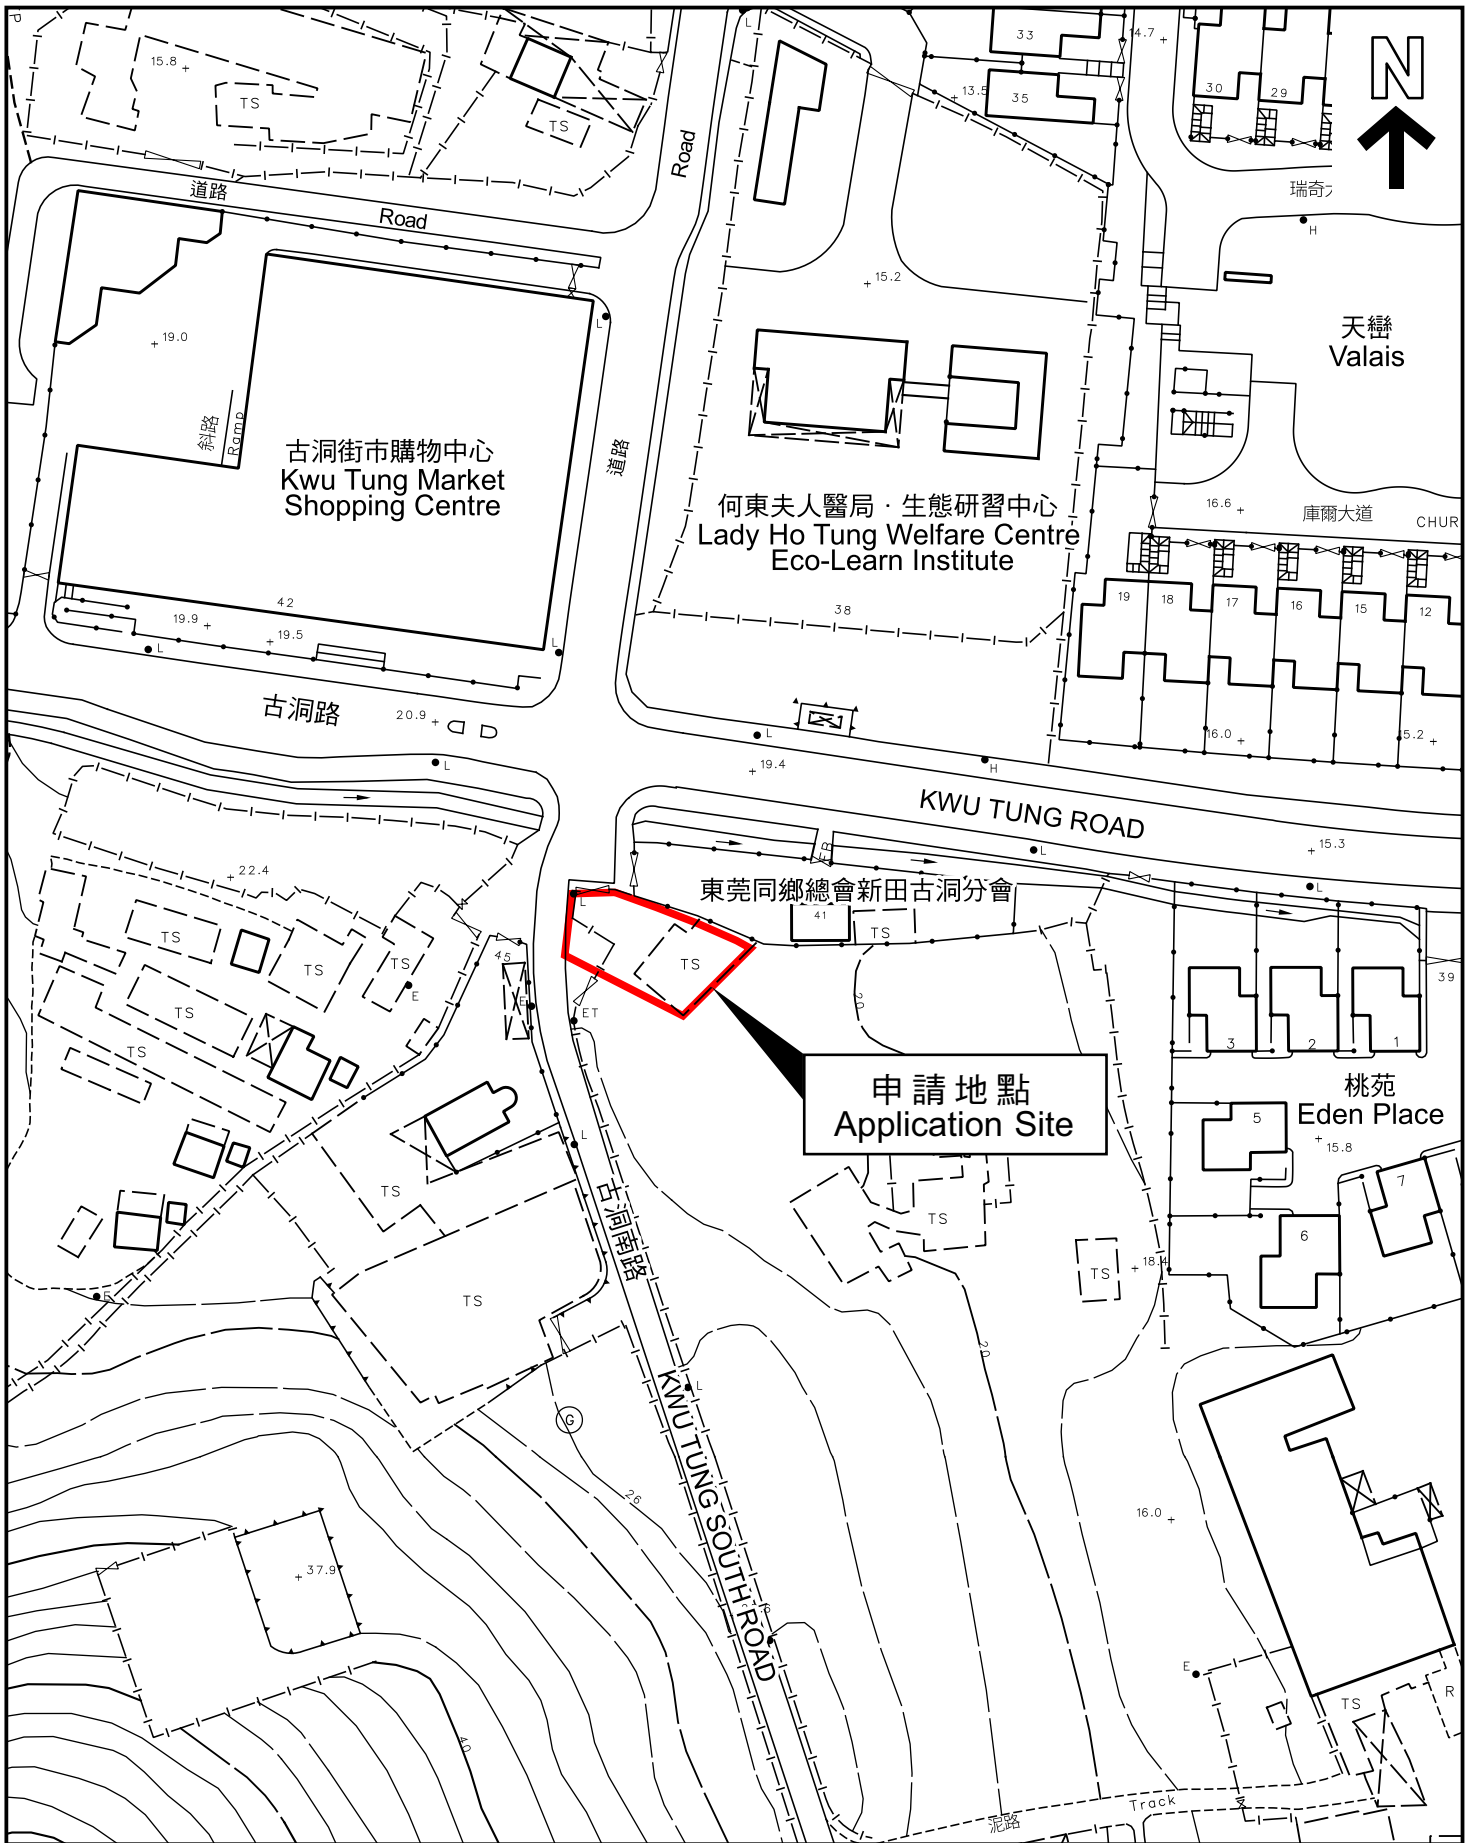 15.8
TS
TS
道路
Road
Road
33
35
13.5
14.7
30
29
N
瑞奇
H
15.2
19.0
斜路
Ramp
L
L
古洞街市購物中心
Kwu Tung Market
Shopping Centre
道路
天巒
Valais
何東夫人醫局．生態研習中心
Lady Ho Tung Welfare Centre
Eco-Learn Institute
16.6
庫爾大道
CHUR
42
19.9
19.5
L
L
38
19
18
17
16
15
12
16.0
15.2
古洞路
20.9
L
L
19.4
H
KWU TUNG ROAD
15.3
L
L
EB
22.4
東莞同鄉總會新田古洞分會
41
TS
L
TS
TS
TS
TS
45
E
E
TS
TS
ET
20
39
3
2
1
申請地點
Application Site
桃苑
Eden Place
5
15.8
7
6
L
TS
古洞南路
TS
TS
18.4
E
TS
20
L
G
26
KWU TUNG SOUTH ROAD
16.0
37.9
40
E
TS
R
Track
泥路